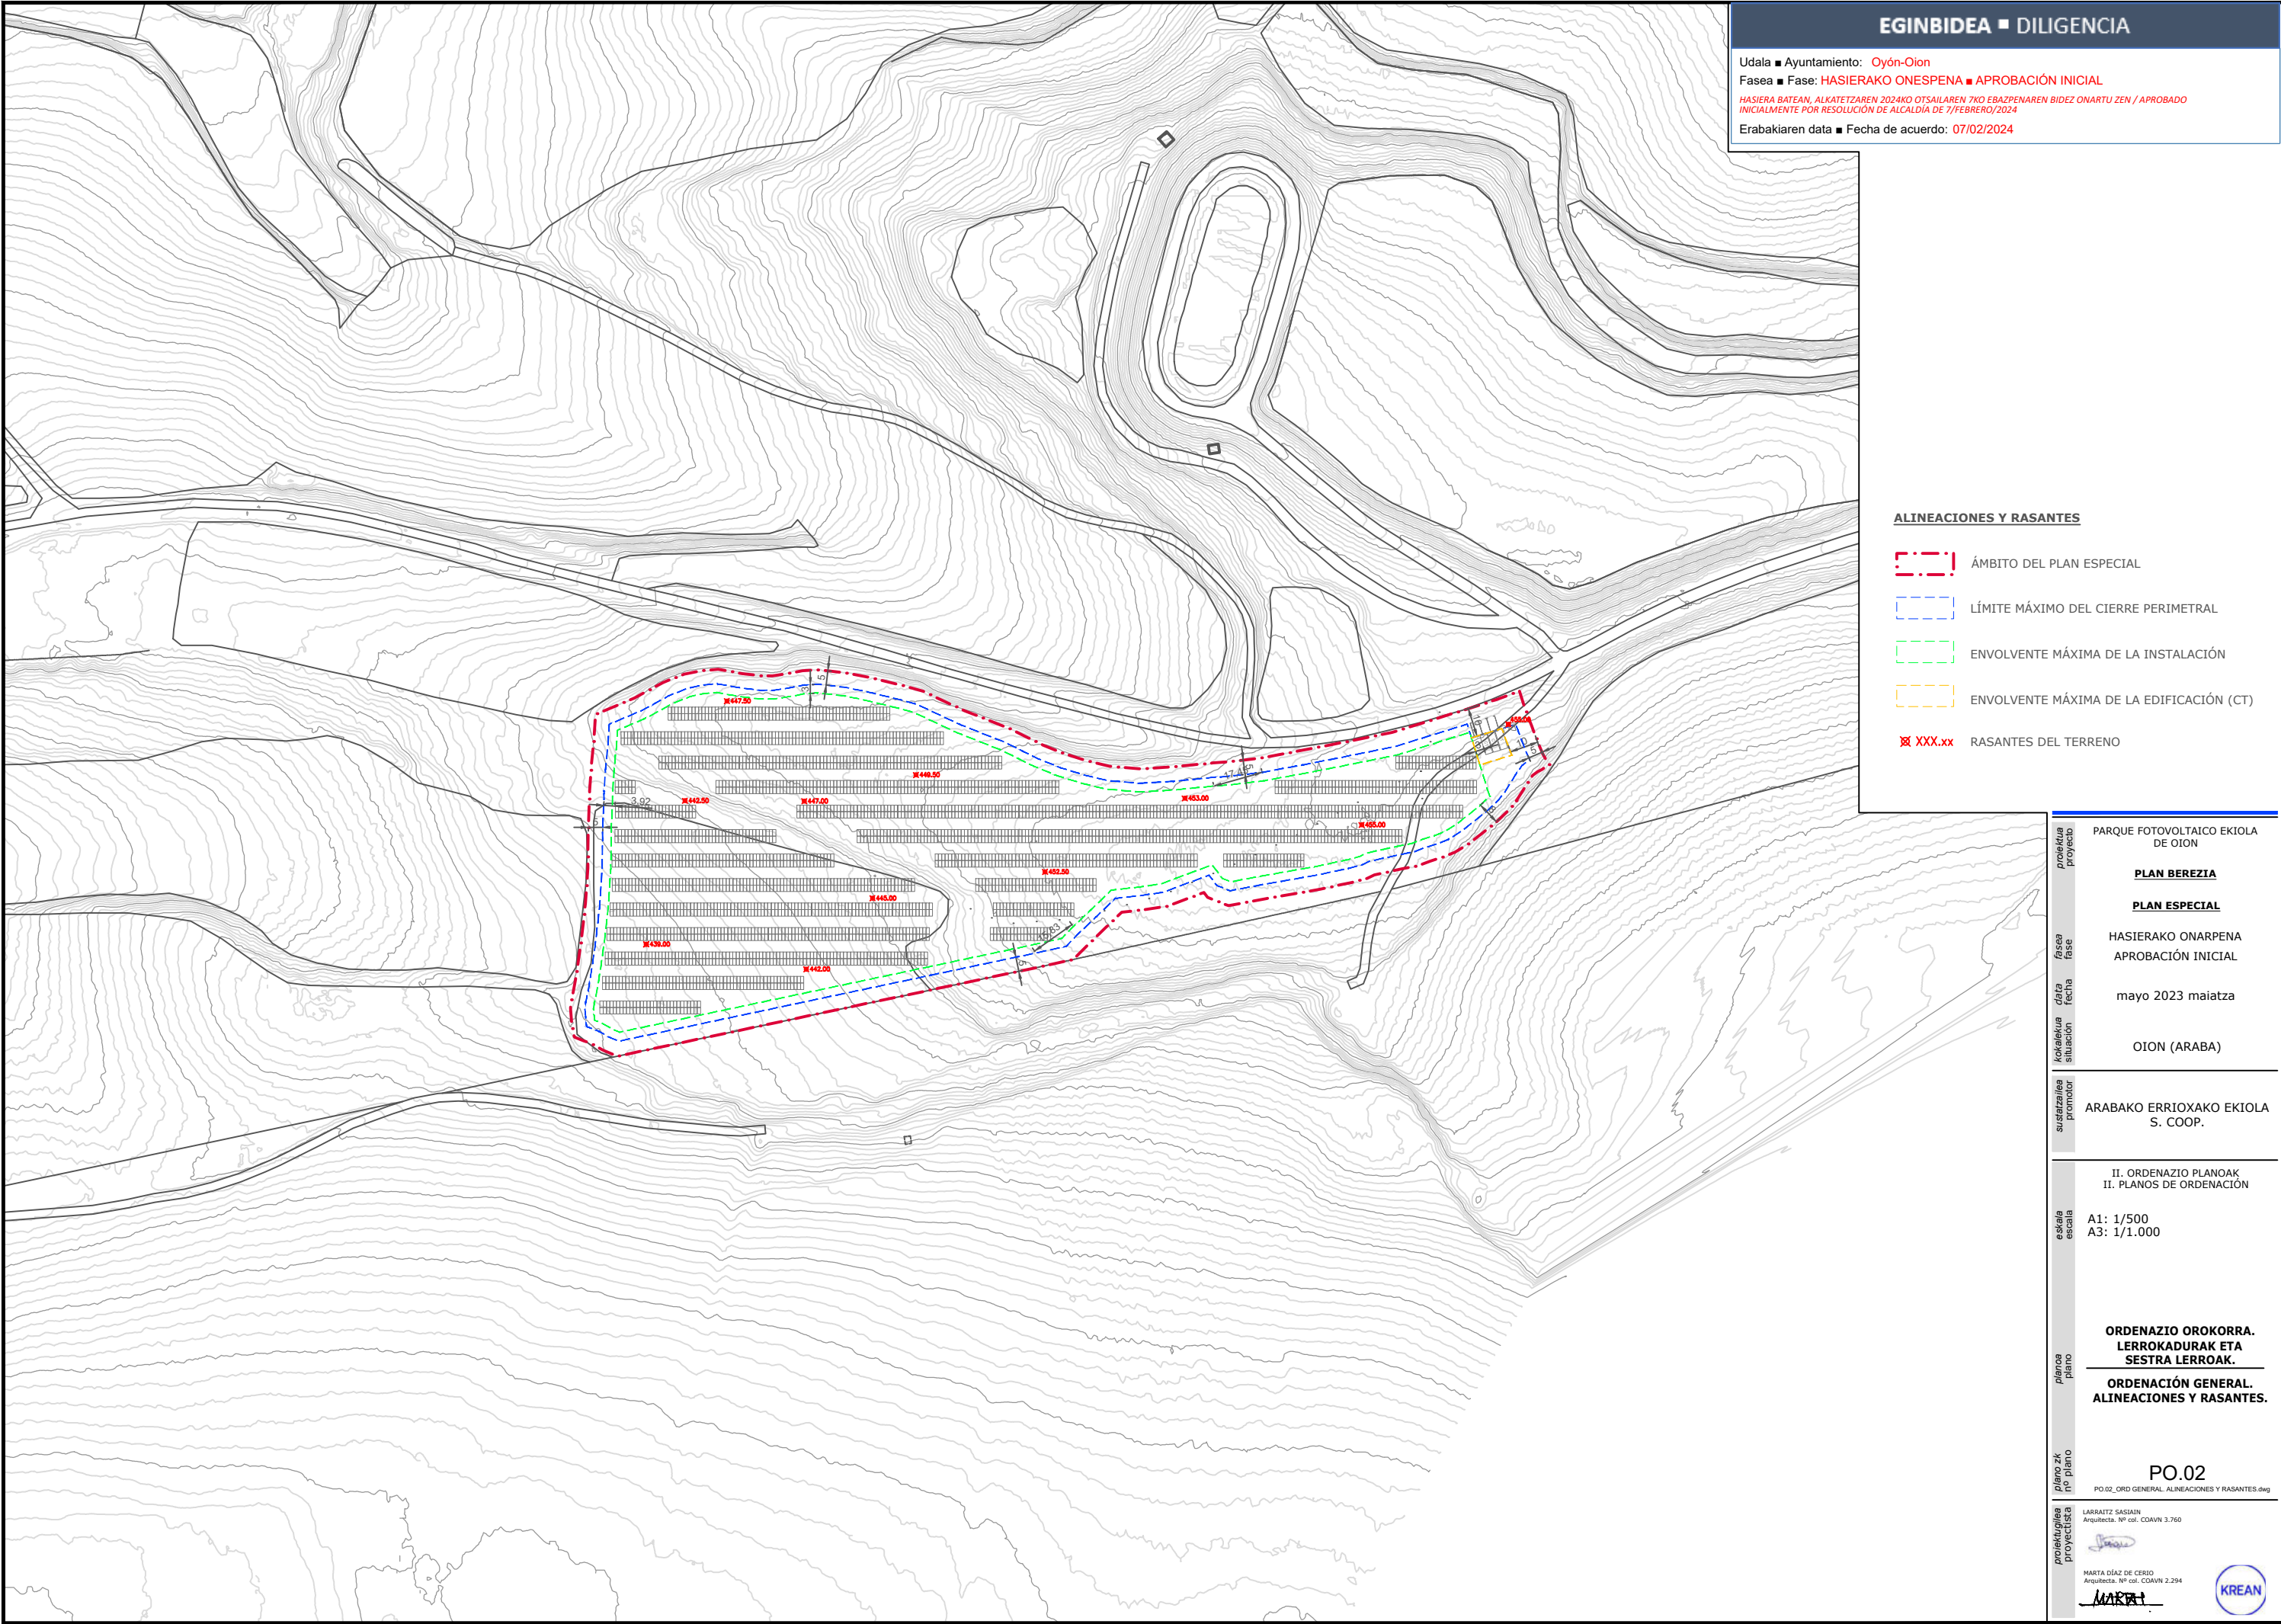 EGINBIDEA ■ DILIGENCIA
Udala ■ Ayuntamiento: Oyón-Oion
Fasea ■ Fase: HASIERAKO ONESPENA ■ APROBACIÓN INICIAL
HASIERA BATEAN, ALKATETZAREN 2024KO OTSAILAREN 7KO EBAZPENAREN BIDEZ ONARTU ZEN / APROBADO
INICIALMENTE POR RESOLUCIÓN DE ALCALDÍA DE 7/FEBRERO/2024
Erabakiaren data ■ Fecha de acuerdo: 07/02/2024
ALINEACIONES Y RASANTES
ÁMBITO DEL PLAN ESPECIAL
LÍMITE MÁXIMO DEL CIERRE PERIMETRAL
ENVOLVENTE MÁXIMA DE LA INSTALACIÓN
ENVOLVENTE MÁXIMA DE LA EDIFICACIÓN (CT)
XXX.xx RASANTES DEL TERRENO
3
5
447.50
449.50
442.50
447.00
453.00
455.00
452.50
445.00
439.00
442.00
3,92
5
5
5
5
proiektua
proyecto
PARQUE FOTOVOLTAICO EKIOLA
DE OION
PLAN BEREZIA
PLAN ESPECIAL
fasea
fase
HASIERAKO ONARPENA
APROBACIÓN INICIAL
data
fecha
mayo 2023 maiatza
kokalekua
situación
OION (ARABA)
sustatzailea
promotor
ARABAKO ERRIOXAKO EKIOLA
S. COOP.
II. ORDENAZIO PLANOAK
II. PLANOS DE ORDENACIÓN
eskala
escala
A1: 1/500
A3: 1/1.000
planoa
plano
ORDENAZIO OROKORRA.
LERROKADURAK ETA
SESTRA LERROAK.
ORDENACIÓN GENERAL.
ALINEACIONES Y RASANTES.
plano zk
nº plano
PO.02
PO.02_ORD GENERAL. ALINEACIONES Y RASANTES.dwg
proiektugilea
proyectista
LARRAITZ SASIAIN
Arquitecta. Nº col. COAVN 3.760
MARTA DÍAZ DE CERIO
Arquitecta. Nº col. COAVN 2.294
KREAN